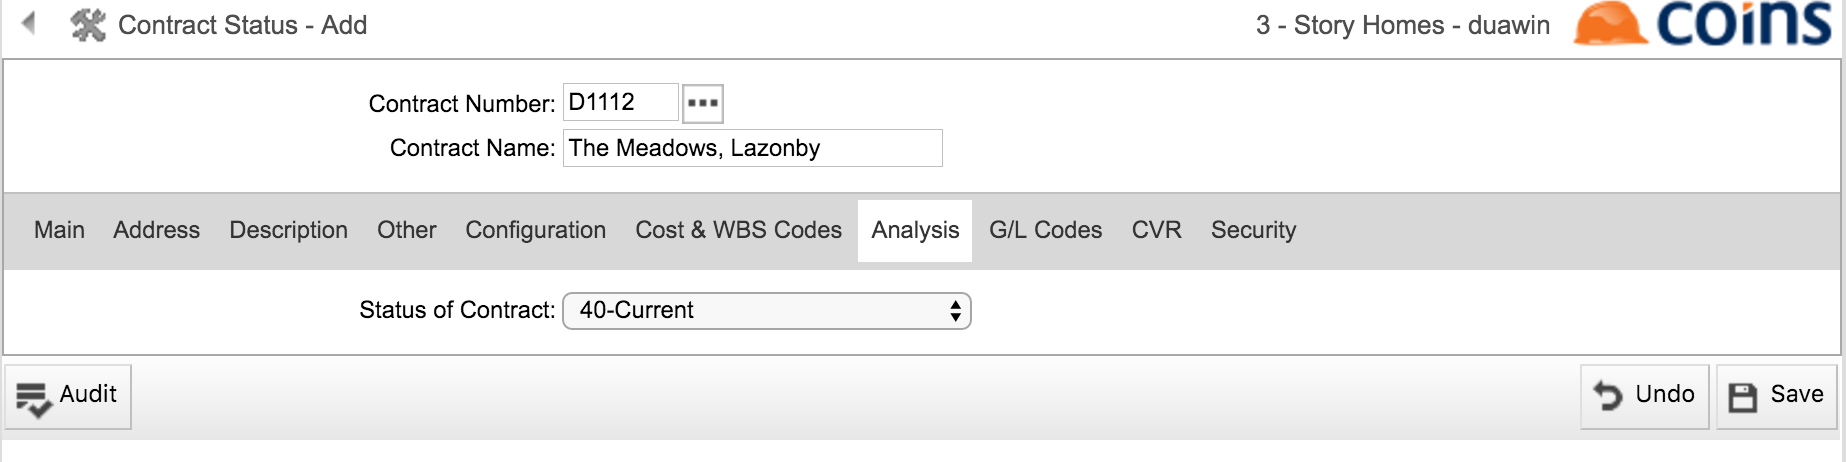 Contract Status - Add
3 - Story Homes - duawin
coins
Contract Number: D1112
Contract Name: The Meadows, Lazonby
Main Address Description Other Configuration Cost & WBS Codes Analysis G/L Codes CVR Security
Status of Contract: 40-Current
Audit Undo Save